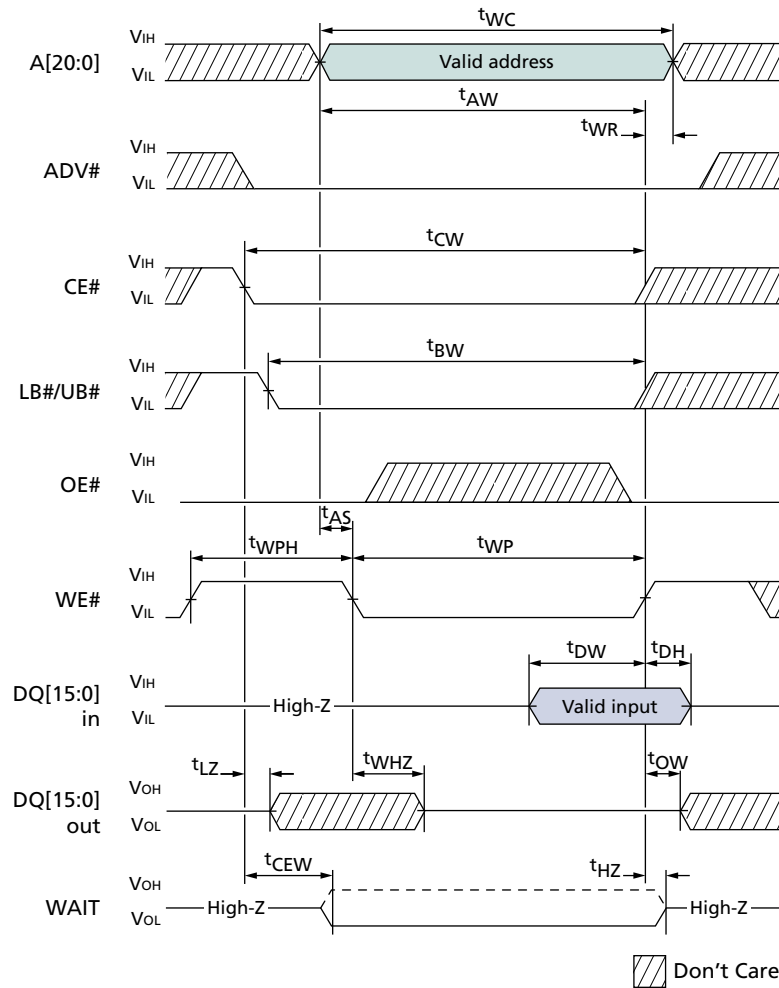 tWC
VIH
A[20:0]
Valid address
VIL
tAW
tWR
VIH
ADV#
VIL
tCW
VIH
CE#
VIL
tBW
VIH
LB#/UB#
VIL
VIH
OE#
VIL
tAS
tWPH
tWP
VIH
WE#
VIL
tDW
tDH
VIH
DQ[15:0]
in
High-Z
Valid input
VIL
tLZ
tWHZ
tOW
VOH
DQ[15:0]
out
VOL
tCEW
tHZ
VOH
WAIT
High-Z
High-Z
VOL
Don't Care